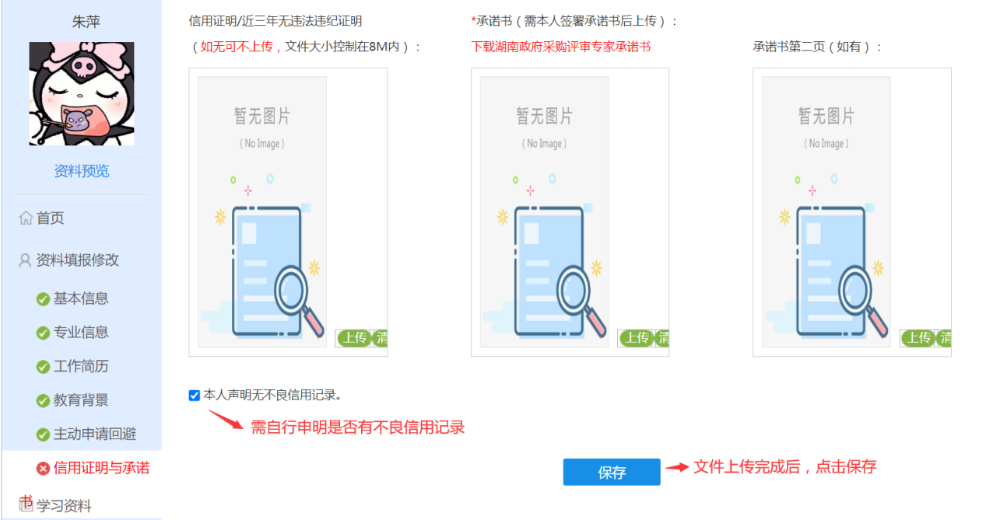 朱萍
资料预览
首页
资料填报修改
基本信息
专业信息
工作简历
教育背景
主动申请回避
信用证明与承诺书
学习资料
信用证明/近三年无违法违纪证明
（如无可不上传，文件大小控制在8M内）：
暂无图片
( No Image )
上传 清
*承诺书（需本人签署承诺书后上传）：
下载湖南政府采购评审专家承诺书
暂无图片
( No Image )
上传 清
承诺书第二页（如有）：
暂无图片
( No Image )
上传 清
本人声明无不良信用记录。
需自行申明是否有不良信用记录
保存
文件上传完成后，点击保存